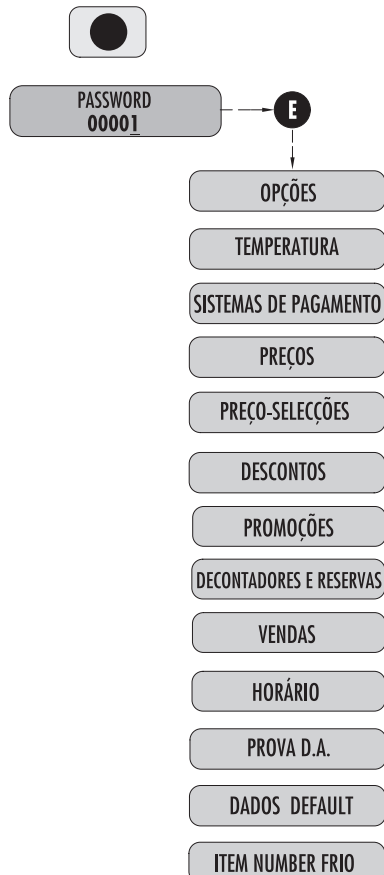 PASSWORD
00001
E
OPÇÕES
TEMPERATURA
SISTEMAS DE PAGAMENTO
PREÇOS
PREÇO-SELECÇÕES
DESCONTOS
PROMOÇÕES
DECONTADORES E RESERVAS
VENDAS
HORÁRIO
PROVA D.A.
DADOS DEFAULT
ITEM NUMBER FRIO